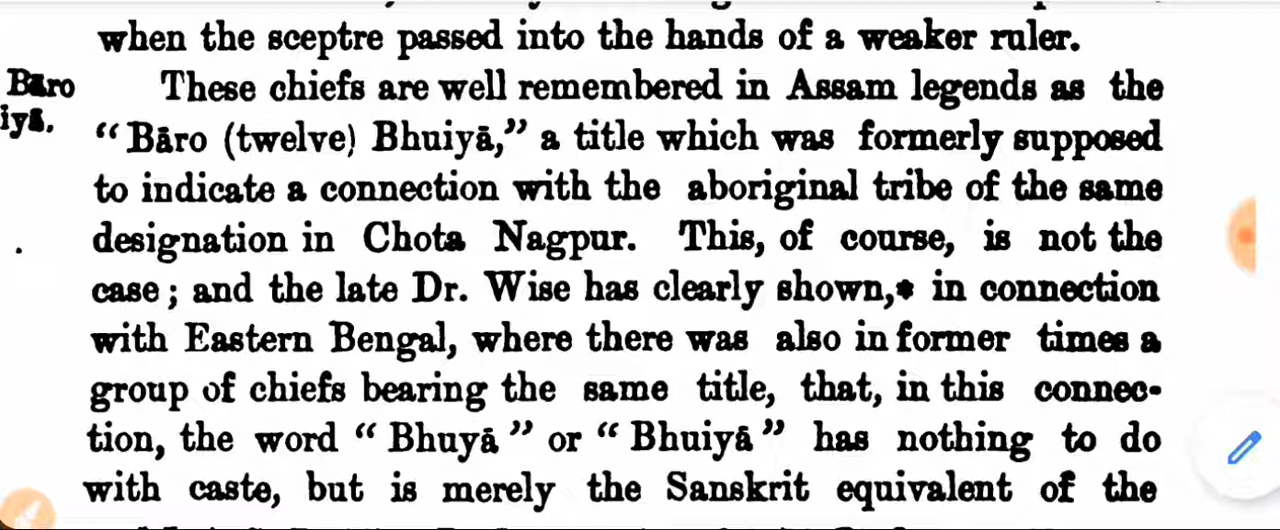 when the sceptre passed into the hands of a weaker ruler.
Bāro These chiefs are well remembered in Assam legends as the
iyā. “Bāro (twelve) Bhuiyā,” a title which was formerly supposed
to indicate a connection with the aboriginal tribe of the same
designation in Chota Nagpur. This, of course, is not the
case; and the late Dr. Wise has clearly shown,* in connection
with Eastern Bengal, where there was also in former times a
group of chiefs bearing the same title, that, in this connec-
tion, the word “Bhuyā” or “Bhuiyā” has nothing to do
with caste, but is merely the Sanskrit equivalent of the